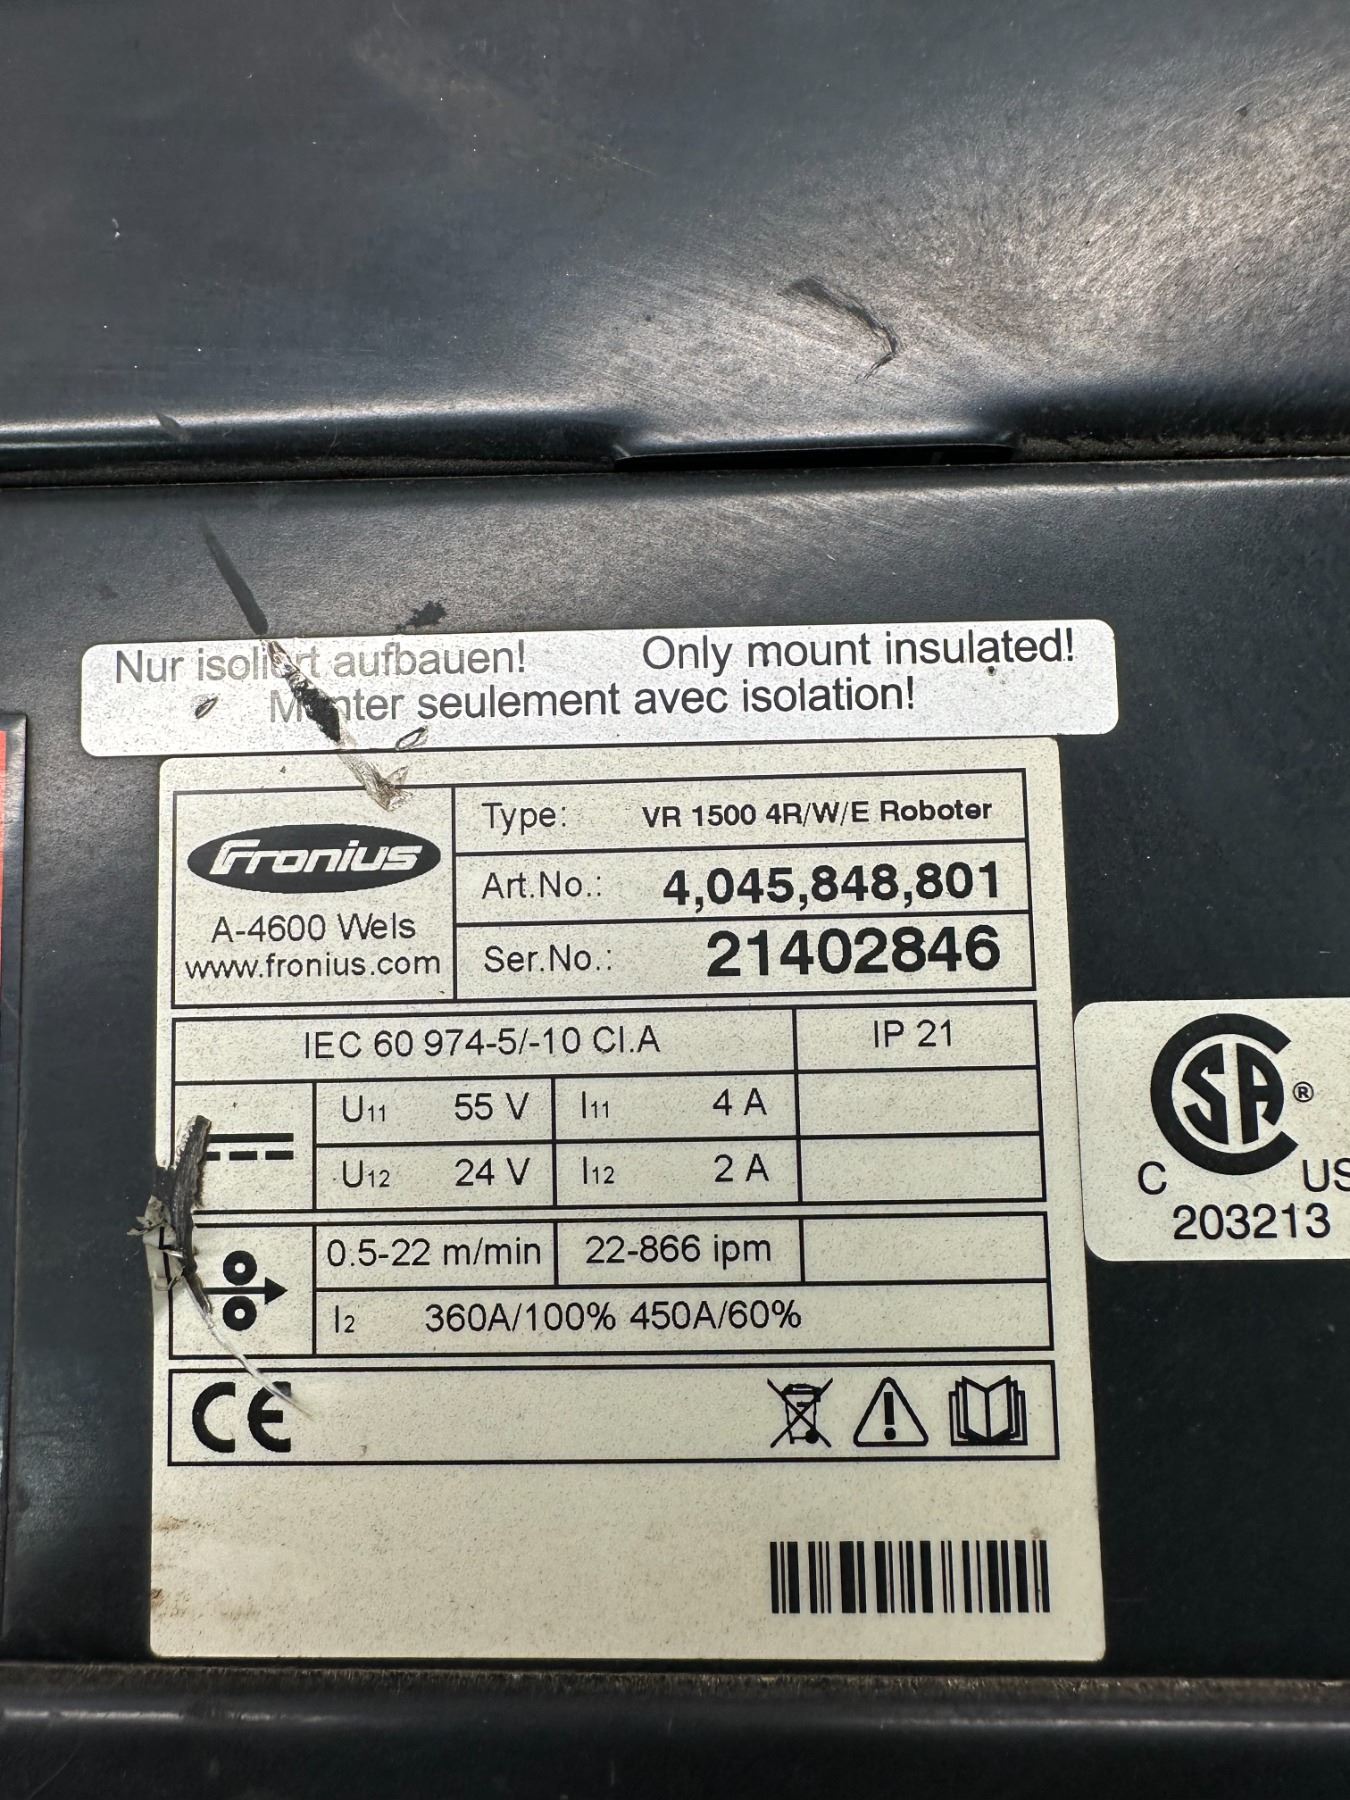 Nur isoliert aufbauen! Only mount insulated!
Monter seulement avec isolation!
Fronius
A-4600 Wels
www.fronius.com
Type: VR 1500 4R/W/E Roboter
Art.No.: 4,045,848,801
Ser.No.: 21402846
IEC 60 974-5/-10 Cl.A IP 21
U11 55 V I11 4 A
U12 24 V I12 2 A
0.5-22 m/min 22-866 ipm
I2 360A/100% 450A/60%
CE
SA ®
C US
203213